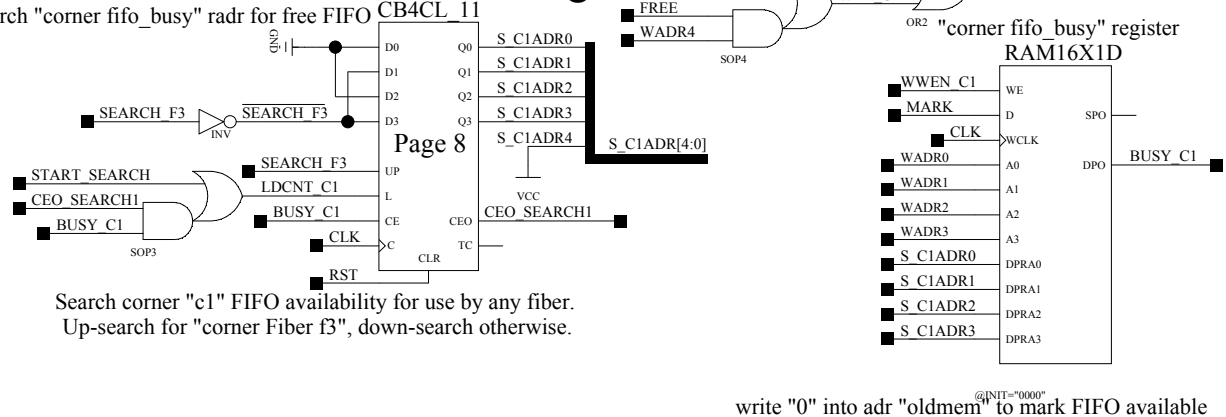 rch "corner fifo_busy" radr for free FIFO
CB4CL_11
GND
D0
D1
D2
D3
Q0
Q1
Q2
Q3
S_C1ADR0
S_C1ADR1
S_C1ADR2
S_C1ADR3
S_C1ADR4
S_C1ADR[4:0]
VCC
SEARCH_F3
INV
SEARCH_F3
Page 8
SEARCH_F3
UP
START_SEARCH
LDCNT_C1
L
CEO_SEARCH1
BUSY_C1
SOP3
BUSY_C1
CE
CEO
CEO_SEARCH1
CLK
C
TC
CLR
RST
Search corner "c1" FIFO availability for use by any fiber.
Up-search for "corner Fiber f3", down-search otherwise.
FREE
WADR4
SOP4
OR2
"corner fifo_busy" register
RAM16X1D
WWEN_C1
WE
MARK
D
SPO
CLK
WCLK
WADR0
A0
DPO
BUSY_C1
WADR1
A1
WADR2
A2
WADR3
A3
S_C1ADR0
DPRA0
S_C1ADR1
DPRA1
S_C1ADR2
DPRA2
S_C1ADR3
DPRA3
@INIT="0000"
write "0" into adr "oldmem" to mark FIFO available